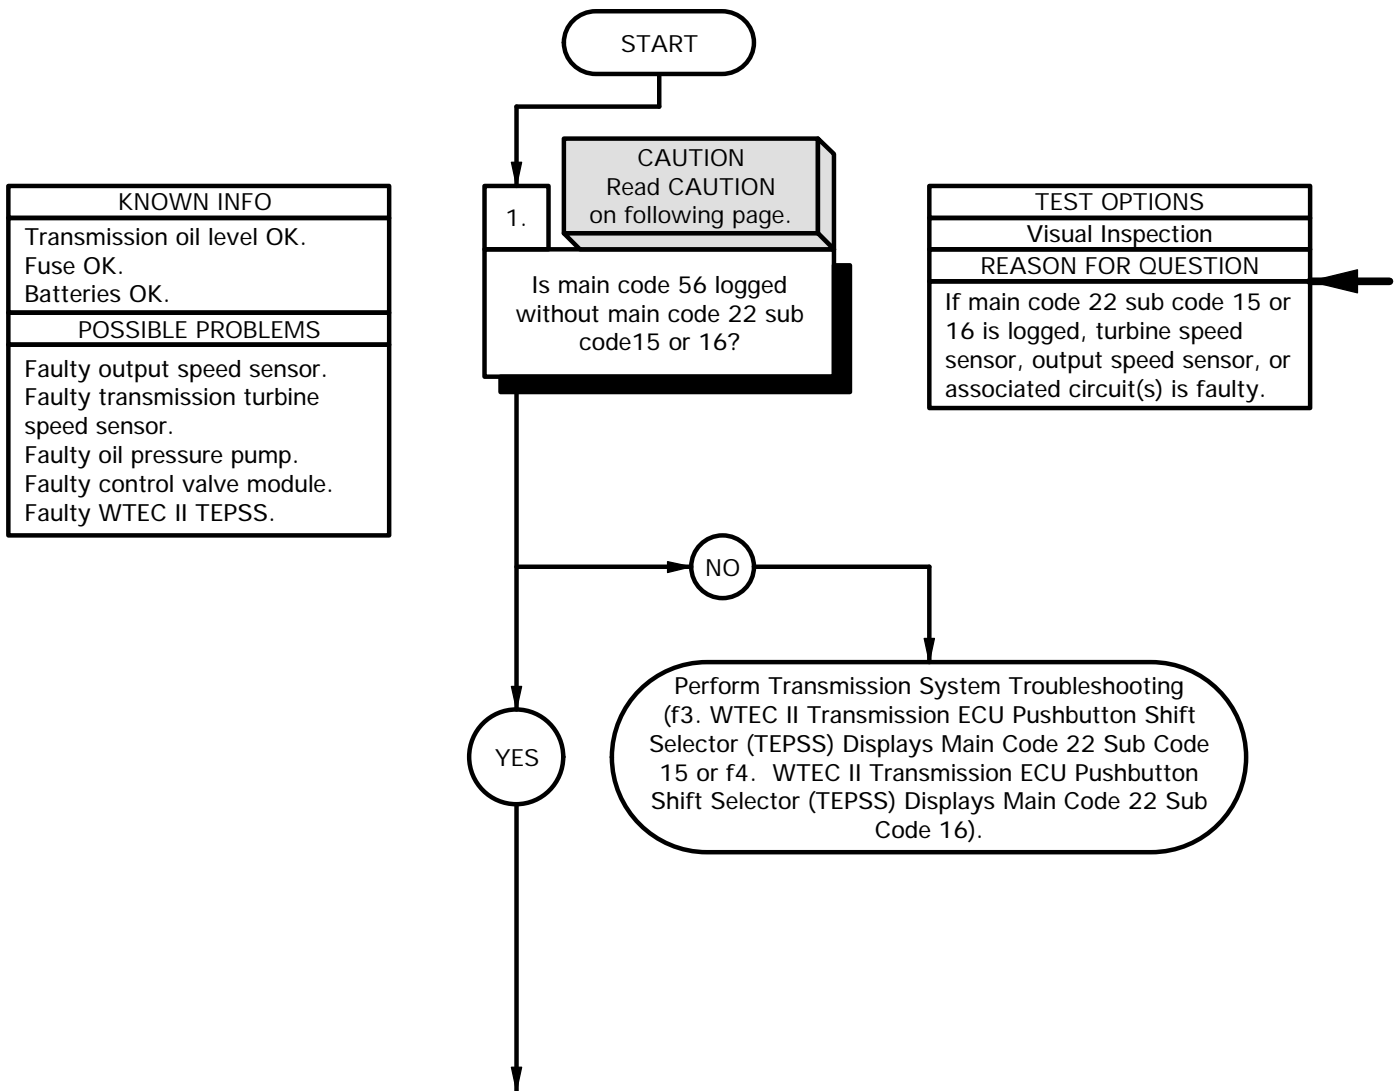 START
CAUTION
Read CAUTION
on following page.
1.
Is main code 56 logged
without main code 22 sub
code15 or 16?
KNOWN INFO
Transmission oil level OK.
Fuse OK.
Batteries OK.
POSSIBLE PROBLEMS
Faulty output speed sensor.
Faulty transmission turbine
speed sensor.
Faulty oil pressure pump.
Faulty control valve module.
Faulty WTEC II TEPSS.
TEST OPTIONS
Visual Inspection
REASON FOR QUESTION
If main code 22 sub code 15 or
16 is logged, turbine speed
sensor, output speed sensor, or
associated circuit(s) is faulty.
NO
Perform Transmission System Troubleshooting
(f3. WTEC II Transmission ECU Pushbutton Shift
Selector (TEPSS) Displays Main Code 22 Sub Code
15 or f4.  WTEC II Transmission ECU Pushbutton
Shift Selector (TEPSS) Displays Main Code 22 Sub
Code 16).
YES